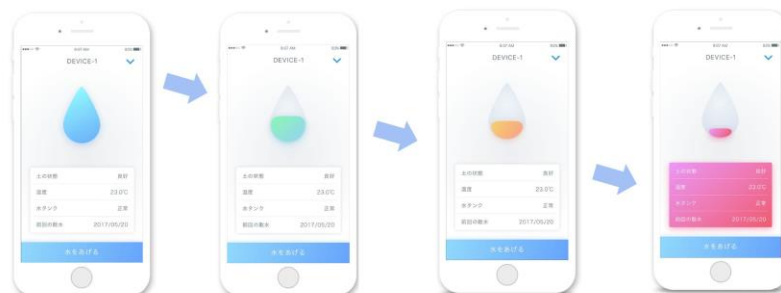 9:07 AM
DEVICE-1
土の状態 良好
温度 23.0℃
水タンク 正常
前回の散水 2017/05/20
水をあげる
DEVICE-1
土の状態 良好
温度 23.0℃
水タンク 正常
前回の散水 2017/05/20
水をあげる
DEVICE-1
土の状態 良好
温度 23.0℃
水タンク 正常
前回の散水 2017/05/20
水をあげる
DEVICE-1
土の状態 良好
温度 23.0℃
水タンク 正常
前回の散水 2017/05/20
水をあげる